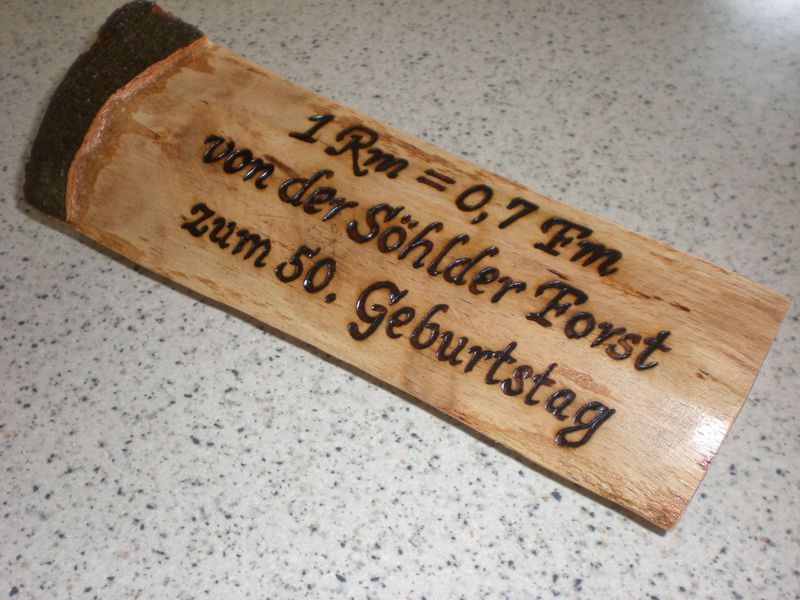 1 Rm = 0,7 Fm
von der Söhlder Forst
zum 50. Geburtstag